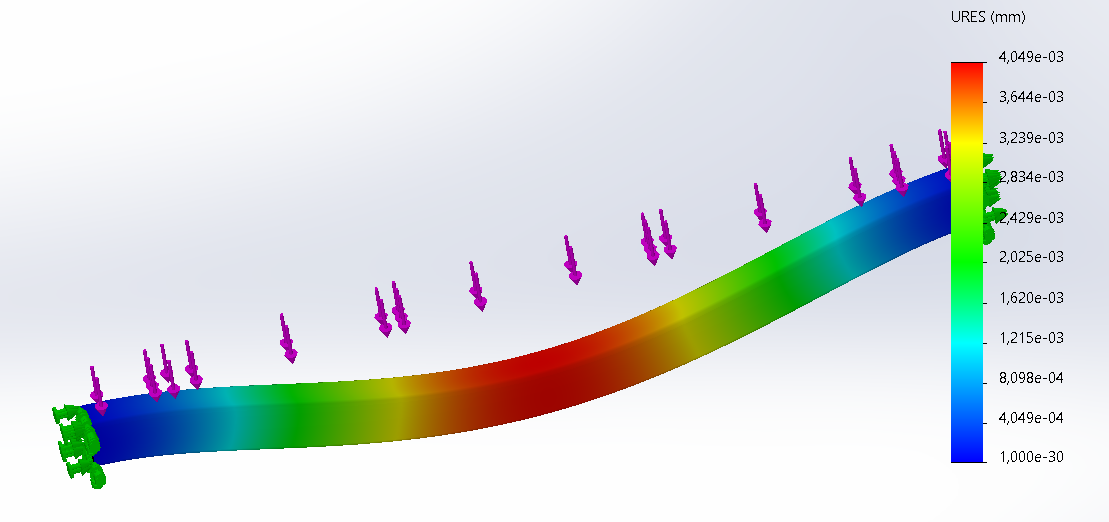 URES (mm)
4,049e-03
3,644e-03
3,239e-03
2,834e-03
2,429e-03
2,025e-03
1,620e-03
1,215e-03
8,098e-04
4,049e-04
1,000e-30